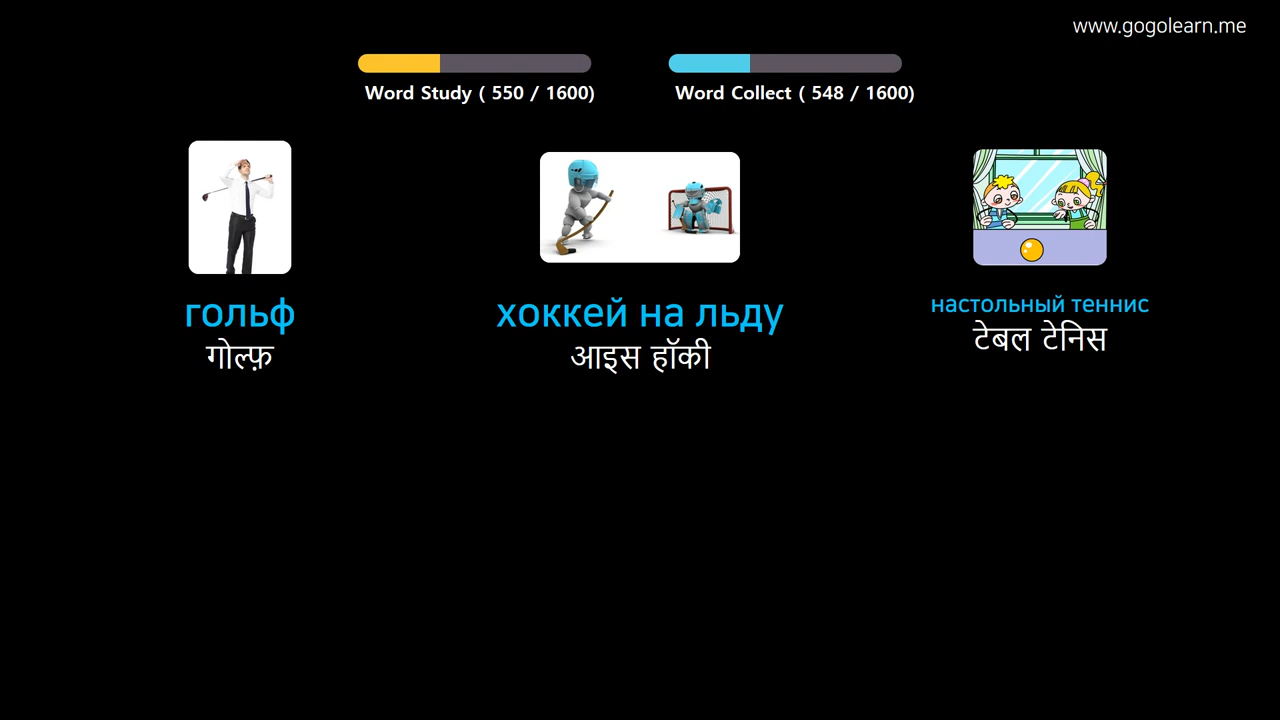 www.gogolearn.me
Word Study ( 550 / 1600)
Word Collect ( 548 / 1600)
гольф
गोल्फ़
хоккей на льду
आइस हॉकी
настольный теннис
टेबल टेनिस